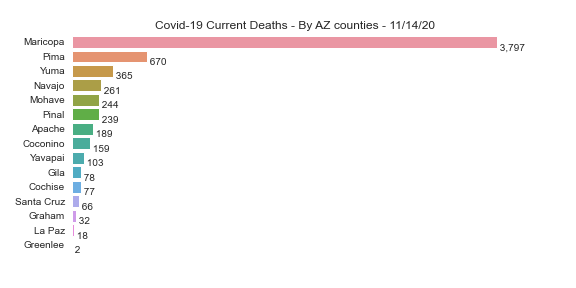 Covid-19 Current Deaths - By AZ counties - 11/14/20
Maricopa 3,797
Pima 670
Yuma 365
Navajo 261
Mohave 244
Pinal 239
Apache 189
Coconino 159
Yavapai 103
Gila 78
Cochise 77
Santa Cruz 66
Graham 32
La Paz 18
Greenlee 2